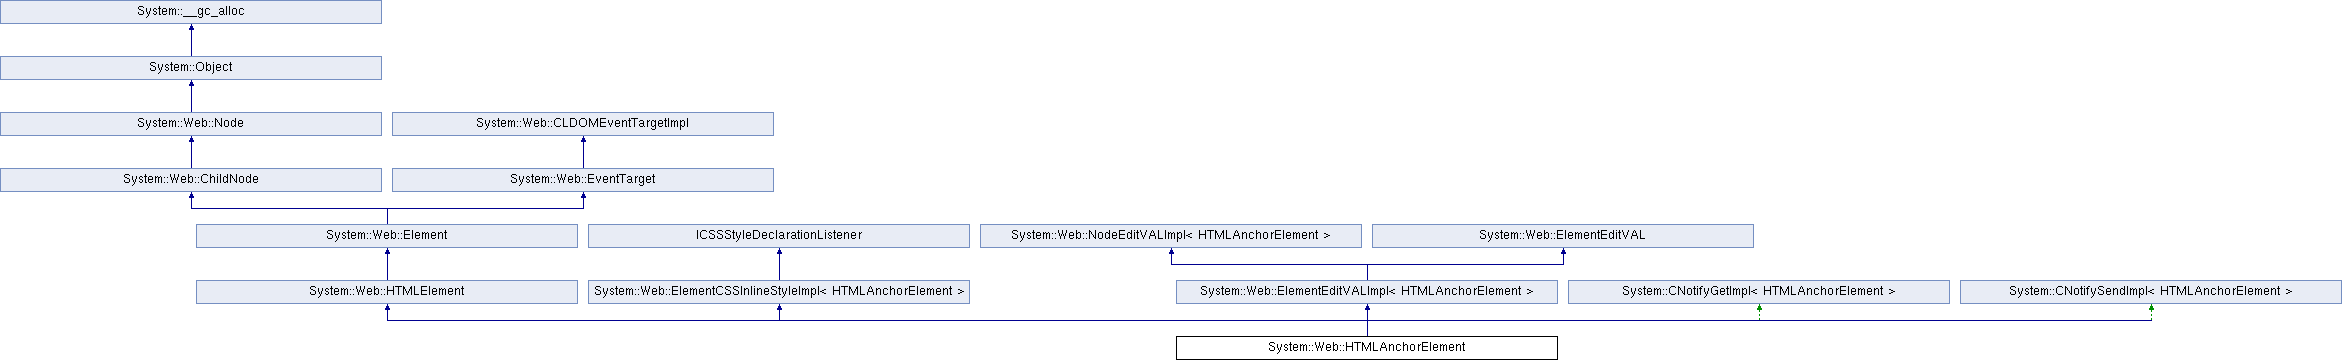 System::__gc_alloc
System::Object
System::Web::Node
System::Web::CLDOMEventTargetImpl
System::Web::ChildNode
System::Web::EventTarget
System::Web::Element
ICSSStyleDeclarationListener
System::Web::NodeEditVALImpl< HTMLAnchorElement >
System::Web::ElementEditVAL
System::Web::HTMLElement
System::Web::ElementCSSInlineStyleImpl< HTMLAnchorElement >
System::Web::ElementEditVALImpl< HTMLAnchorElement >
System::CNotifyGetImpl< HTMLAnchorElement >
System::CNotifySendImpl< HTMLAnchorElement >
System::Web::HTMLAnchorElement